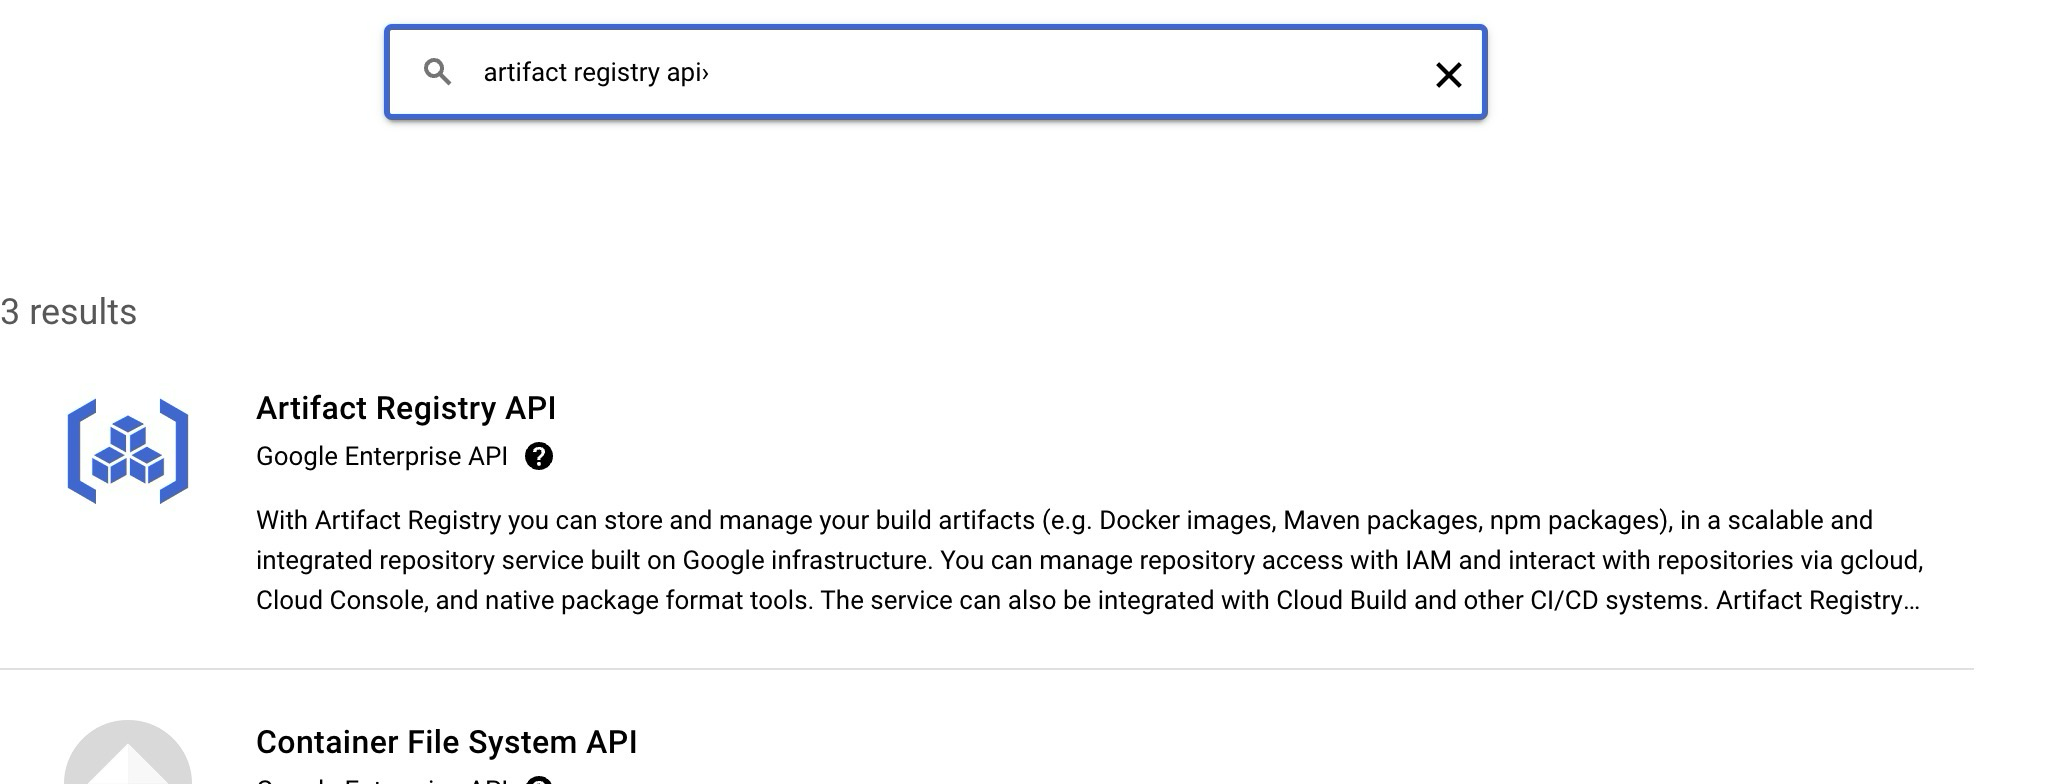 artifact registry api›
3 results
Artifact Registry API
Google Enterprise API
With Artifact Registry you can store and manage your build artifacts (e.g. Docker images, Maven packages, npm packages), in a scalable and
integrated repository service built on Google infrastructure. You can manage repository access with IAM and interact with repositories via gcloud,
Cloud Console, and native package format tools. The service can also be integrated with Cloud Build and other CI/CD systems. Artifact Registry…
Container File System API
Google Enterprise API